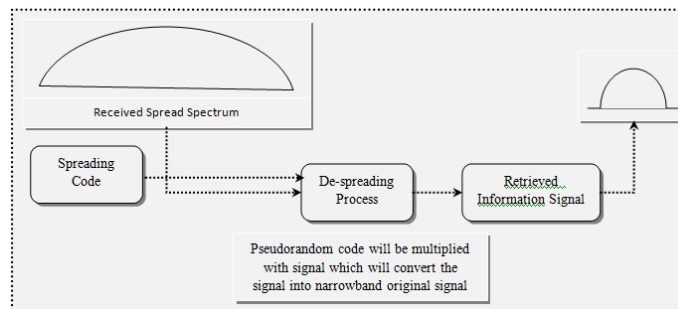 Received Spread Spectrum
Spreading
Code
De-spreading
Process
Retrieved
Information Signal
Pseudorandom code will be multiplied
with signal which will convert the
signal into narrowband original signal